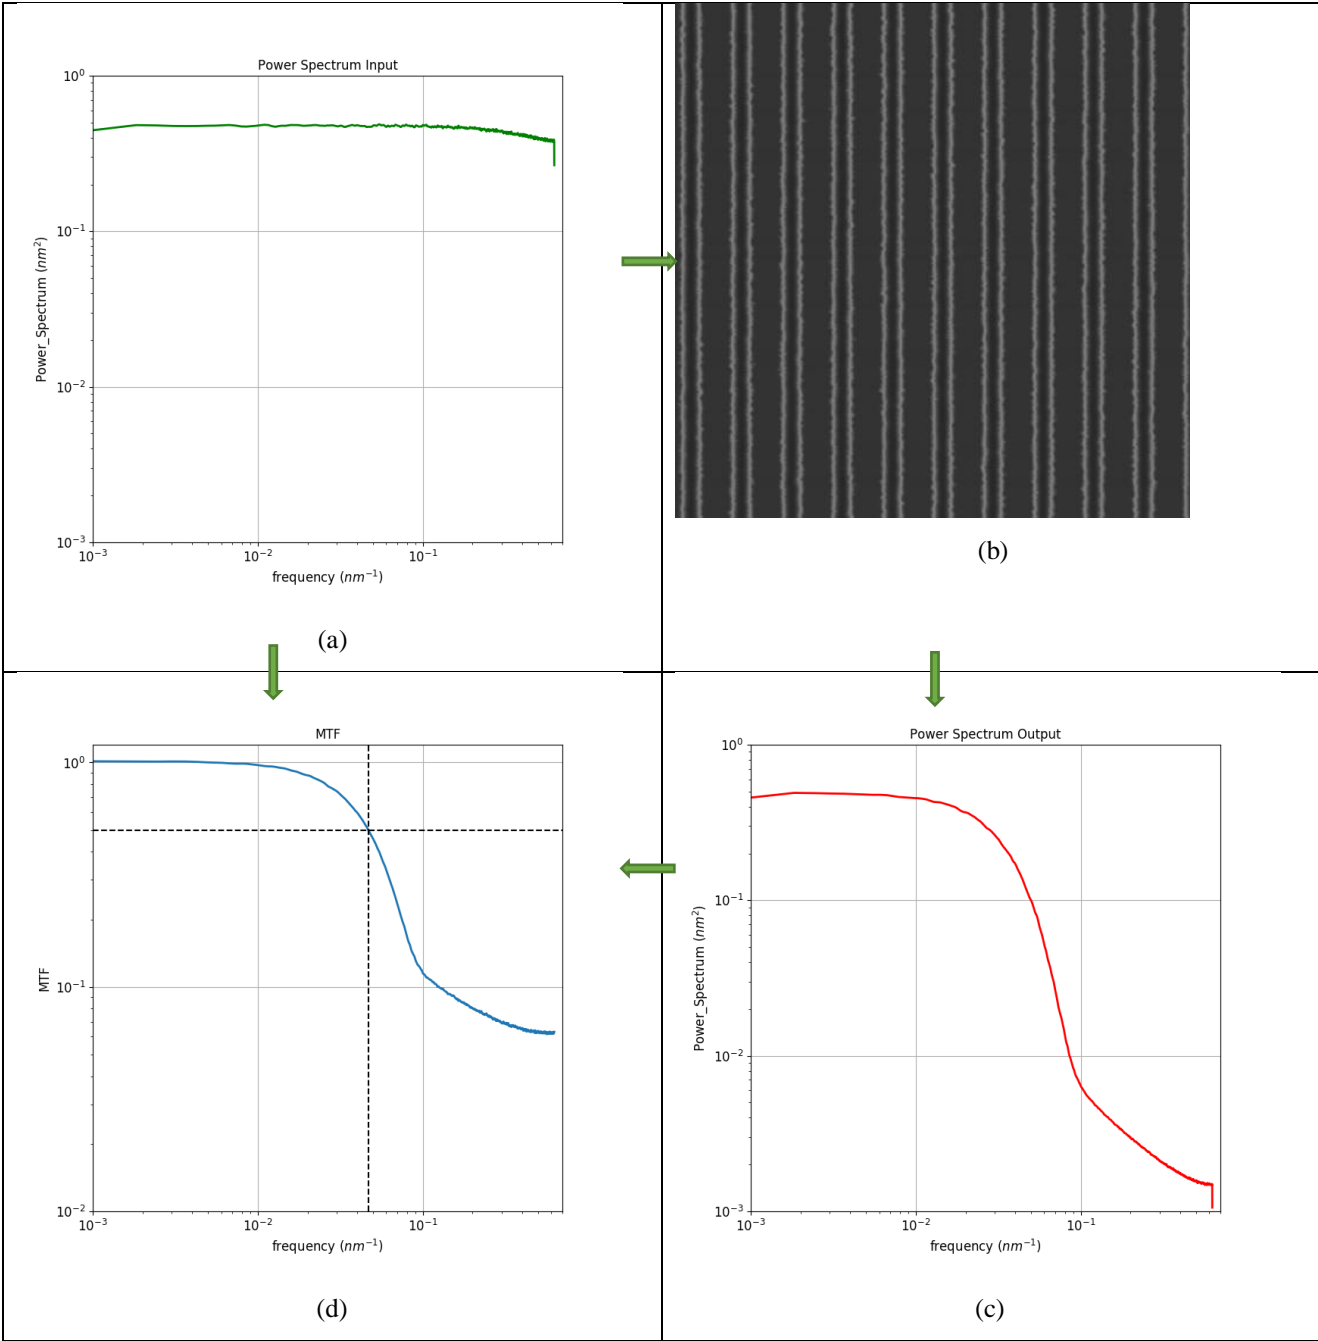 Power Spectrum Input
10^0
10^-1
10^-2
10^-3
Power_Spectrum (nm^2)
10^-3
10^-2
10^-1
frequency (nm^-1)
(a)
(b)
MTF
10^0
10^-1
10^-2
MTF
10^-3
10^-2
10^-1
frequency (nm^-1)
(d)
Power Spectrum Output
10^0
10^-1
10^-2
10^-3
Power_Spectrum (nm^2)
10^-3
10^-2
10^-1
frequency (nm^-1)
(c)